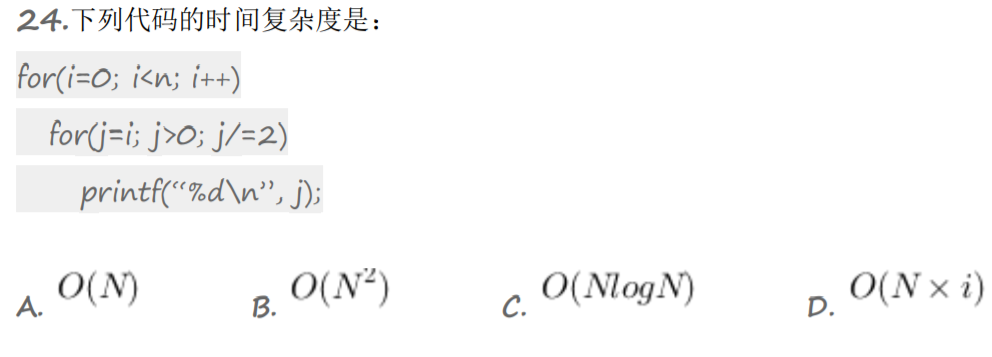 24.下列代码的时间复杂度是：
for(i=0; i<n; i++)
for(j=i; j>0; j/=2)
printf(“%d\n”, j);
A. O(N) B. O(N²) C. O(NlogN) D. O(N × i)